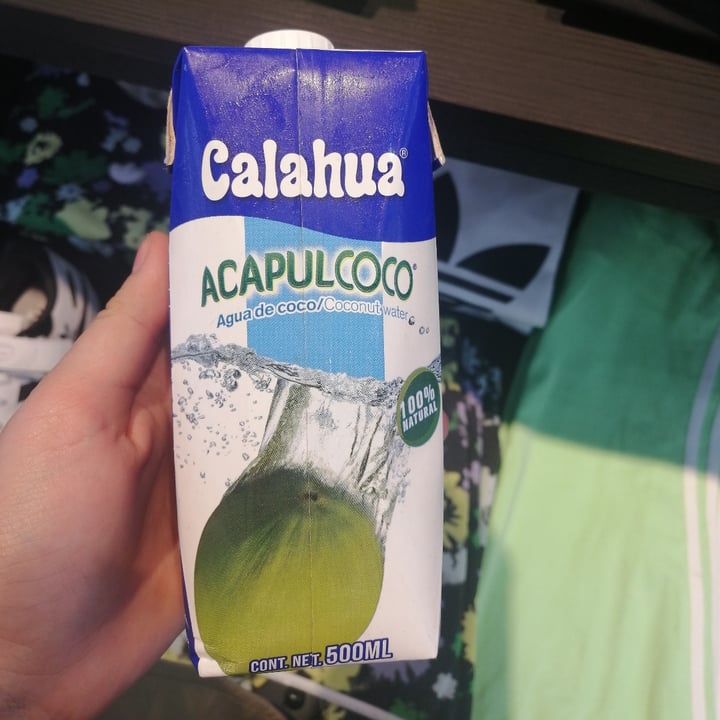 Calahua®
ACAPULCOCO®
Agua de coco/Coconut water
100%
NATURAL
CONT. NET. 500ML